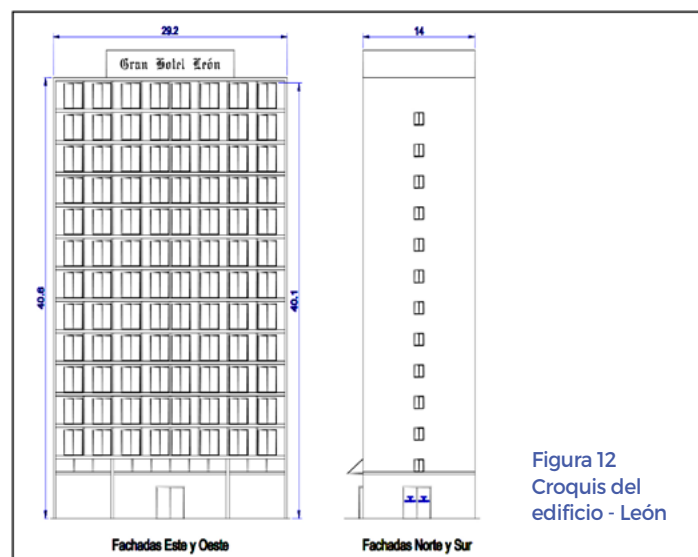 29.2
14
Gran Hotel León
40.6
40.1
Fachadas Este y Oeste
Fachadas Norte y Sur
Figura 12
Croquis del
edificio - León